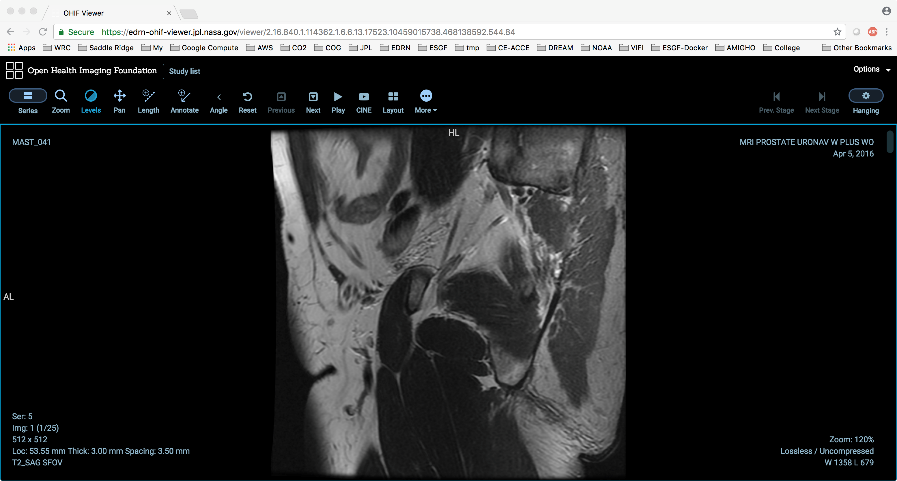 OHIF Viewer
Secure https://edrn-ohif-viewer.jpl.nasa.gov/viewer/2.16.840.1.114362.1.6.6.13.17523.10459015738.468138592.544.84
Apps WRC Saddle Ridge My Google Compute AWS CO2 COG JPL EDRN ESGF tmp CE-ACCE DREAM NOAA VIFI ESGF-Docker AMICHO College Other Bookmarks
Open Health Imaging Foundation Study list Options
Series Zoom Levels Pan Length Annotate Angle Reset Previous Next Play CINE Layout More Prev. Stage Next Stage Hanging
HL
MAST_041 MRI PROSTATE URONAV W PLUS WO
Apr 5, 2016
AL
Ser: 5
Img: 1 (1/25)
512 x 512 Zoom: 120%
Loc: 53.55 mm Thick: 3.00 mm Spacing: 3.50 mm Lossless / Uncompressed
T2_SAG SFOV W 1358 L 679